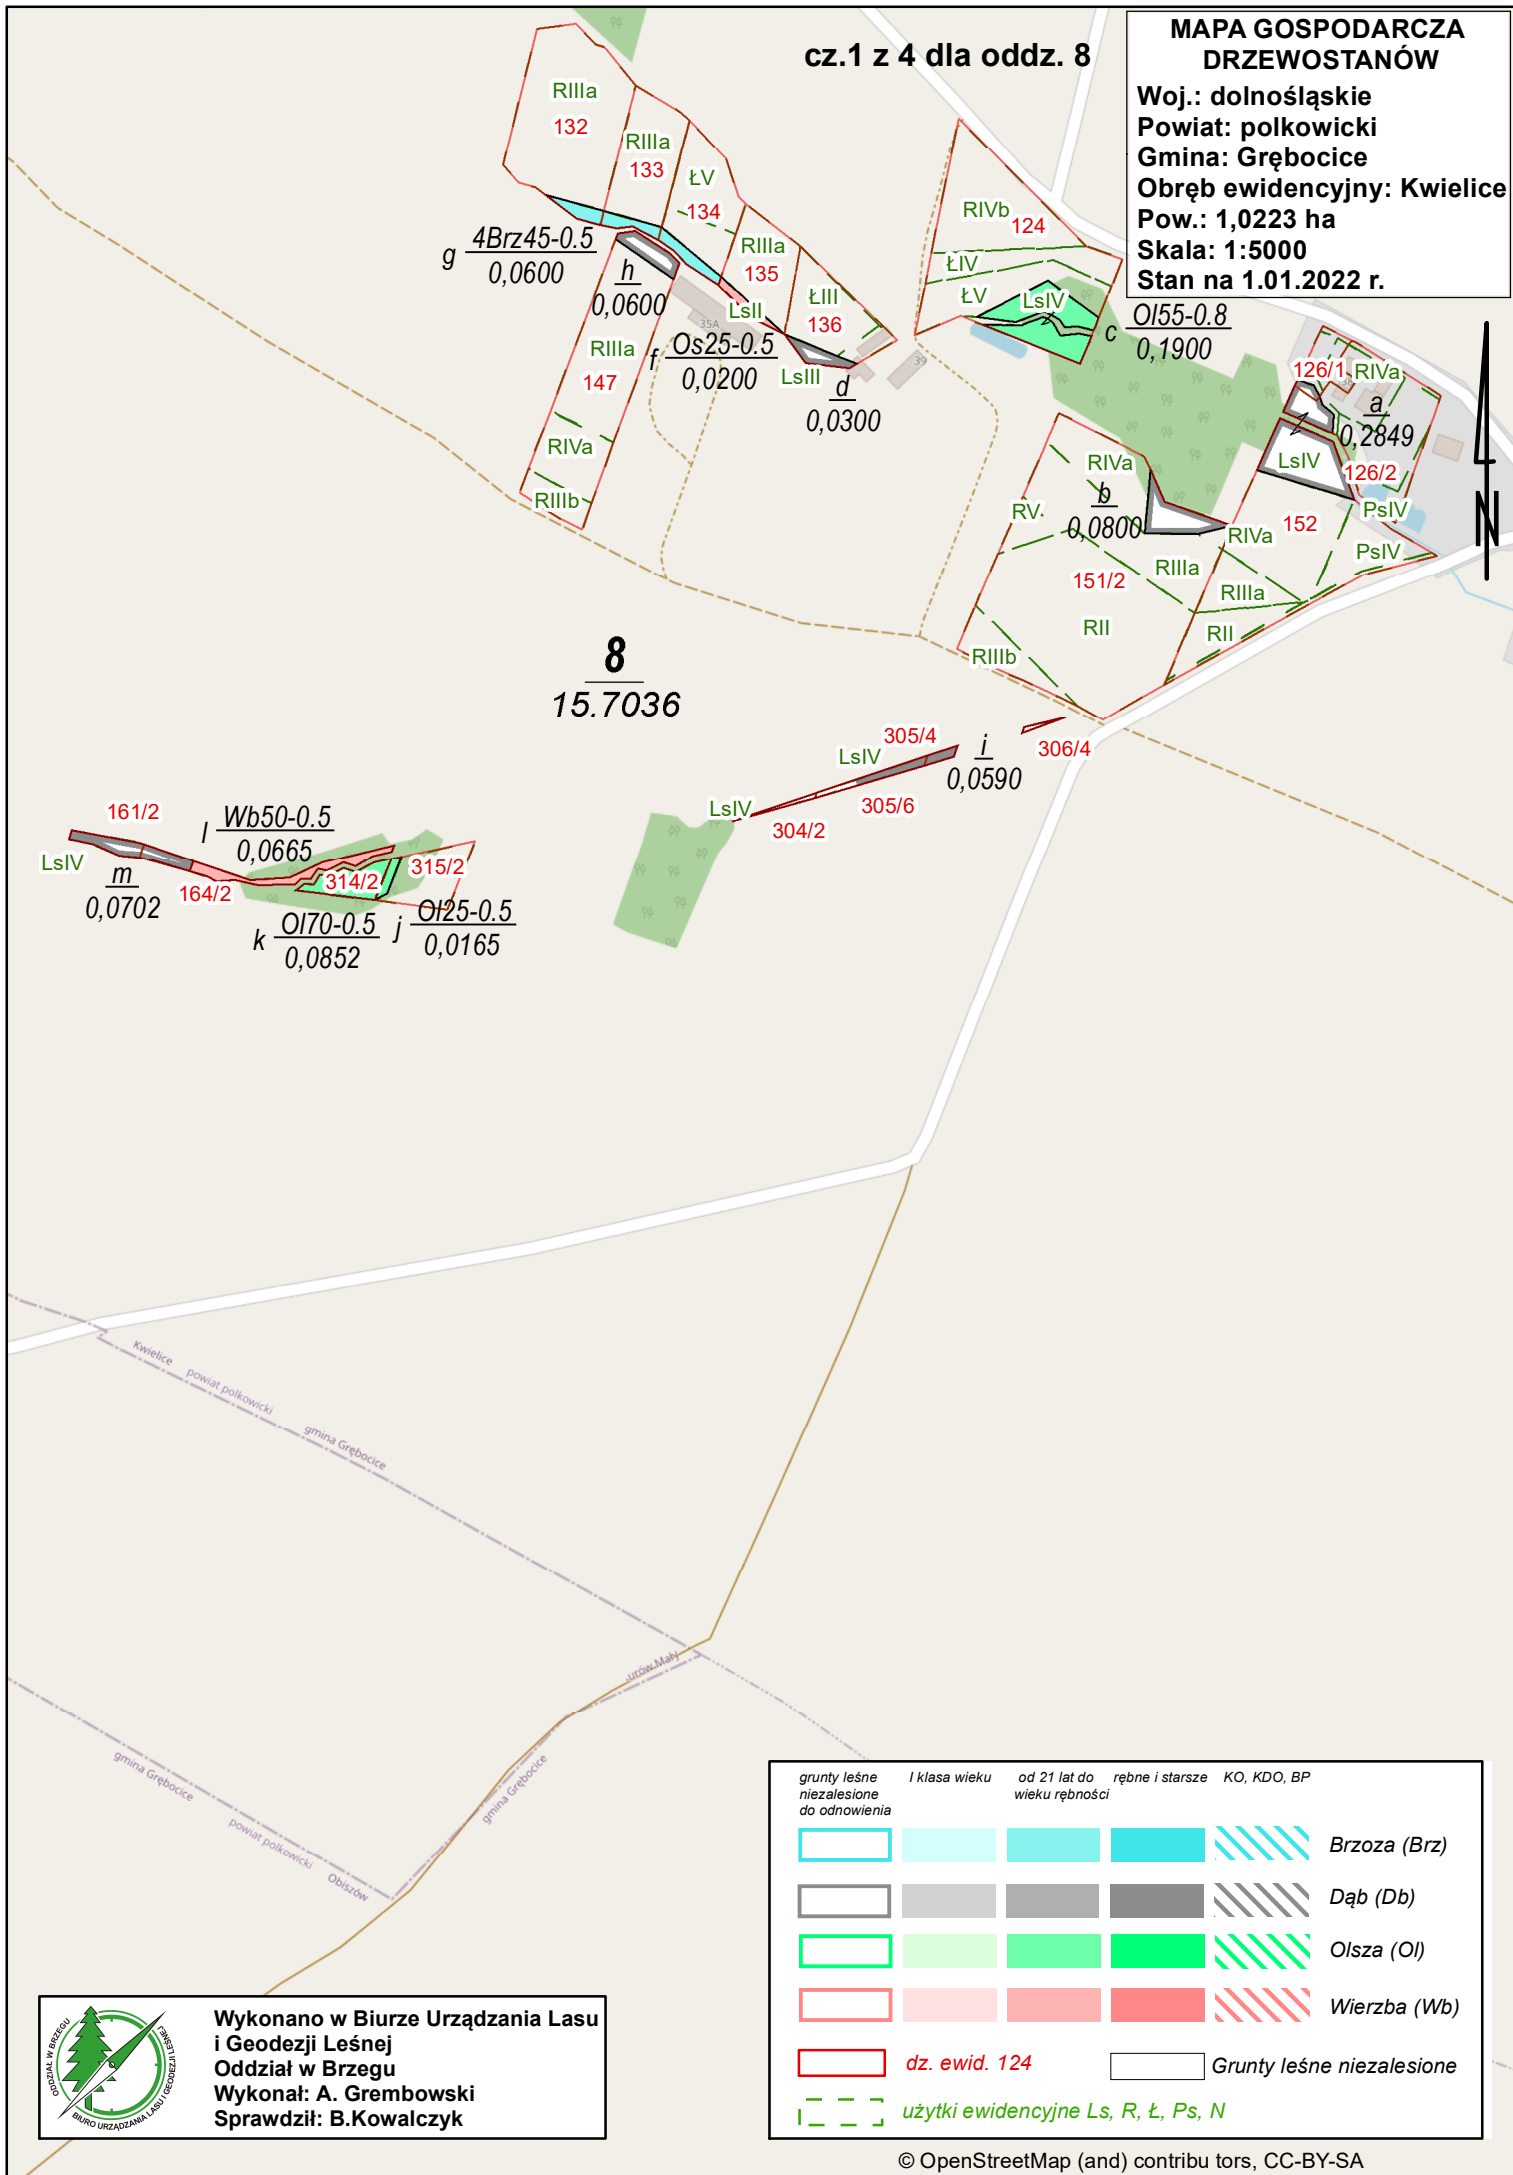 cz.1 z 4 dla oddz. 8
MAPA GOSPODARCZA
DRZEWOSTANÓW
Woj.: dolnośląskie
Powiat: polkowicki
Gmina: Grębocice
Obręb ewidencyjny: Kwielice
Pow.: 1,0223 ha
Skala: 1:5000
Stan na 1.01.2022 r.
RIIIa
132
RIIIa
133
ŁV
134
RIIIa
135
ŁIII
136
g 4Brz45-0.5
0,0600
h
0,0600
LsII
35A
f Os25-0.5
0,0200
LsIII
d
0,0300
39
RIIIa
147
RIVa
RIIIb
RIVb
124
ŁIV
ŁV
LsIV
c Ol55-0.8
0,1900
126/1
RIVa
38
a
0,2849
LsIV
126/2
PsIV
PsIV
152
RIVa
RIIIa
RII
RIVa
b
0,0800
RV
RIIIa
151/2
RII
RIIIb
N
8
15.7036
305/4
LsIV
i
0,0590
306/4
305/6
LsIV
304/2
161/2
l Wb50-0.5
0,0665
LsIV
m
0,0702
164/2
314/2
315/2
k Ol70-0.5
0,0852
j Ol25-0.5
0,0165
Kwielice
powiat polkowicki
gmina Grębocice
urów Mały
gmina Grębocice
gmina Grębocice
powiat polkowicki
Obiszów
grunty leśne
niezalesione
do odnowienia
I klasa wieku
od 21 lat do
wieku rębności
rębne i starsze
KO, KDO, BP
Brzoza (Brz)
Dąb (Db)
Olsza (Ol)
Wierzba (Wb)
dz. ewid. 124
Grunty leśne niezalesione
użytki ewidencyjne Ls, R, Ł, Ps, N
ODDZIAŁ W BRZEGU
BIURO URZĄDZANIA LASU I GEODEZJI LEŚNEJ
Wykonano w Biurze Urządzania Lasu
i Geodezji Leśnej
Oddział w Brzegu
Wykonał: A. Grembowski
Sprawdził: B.Kowalczyk
© OpenStreetMap (and) contribu tors, CC-BY-SA